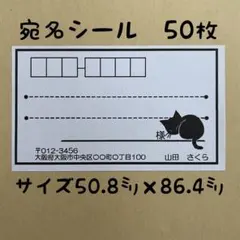 宛名シール　50枚
様
〒012-3456
大阪府大阪市中央区〇〇町〇丁目100　山田　さくら
サイズ50.8㍉×86.4㍉